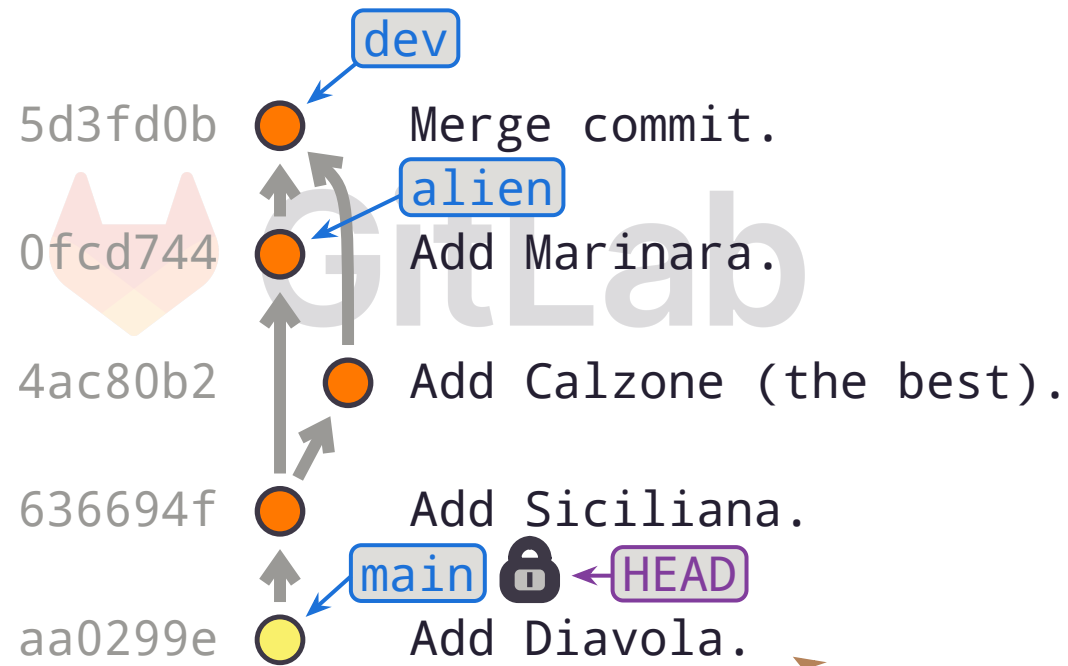 dev
5d3fd0b Merge commit.
alien
GitLab
0fcd744 Add Marinara.
4ac80b2 Add Calzone (the best).
636694f Add Siciliana.
main HEAD
aa0299e Add Diavola.